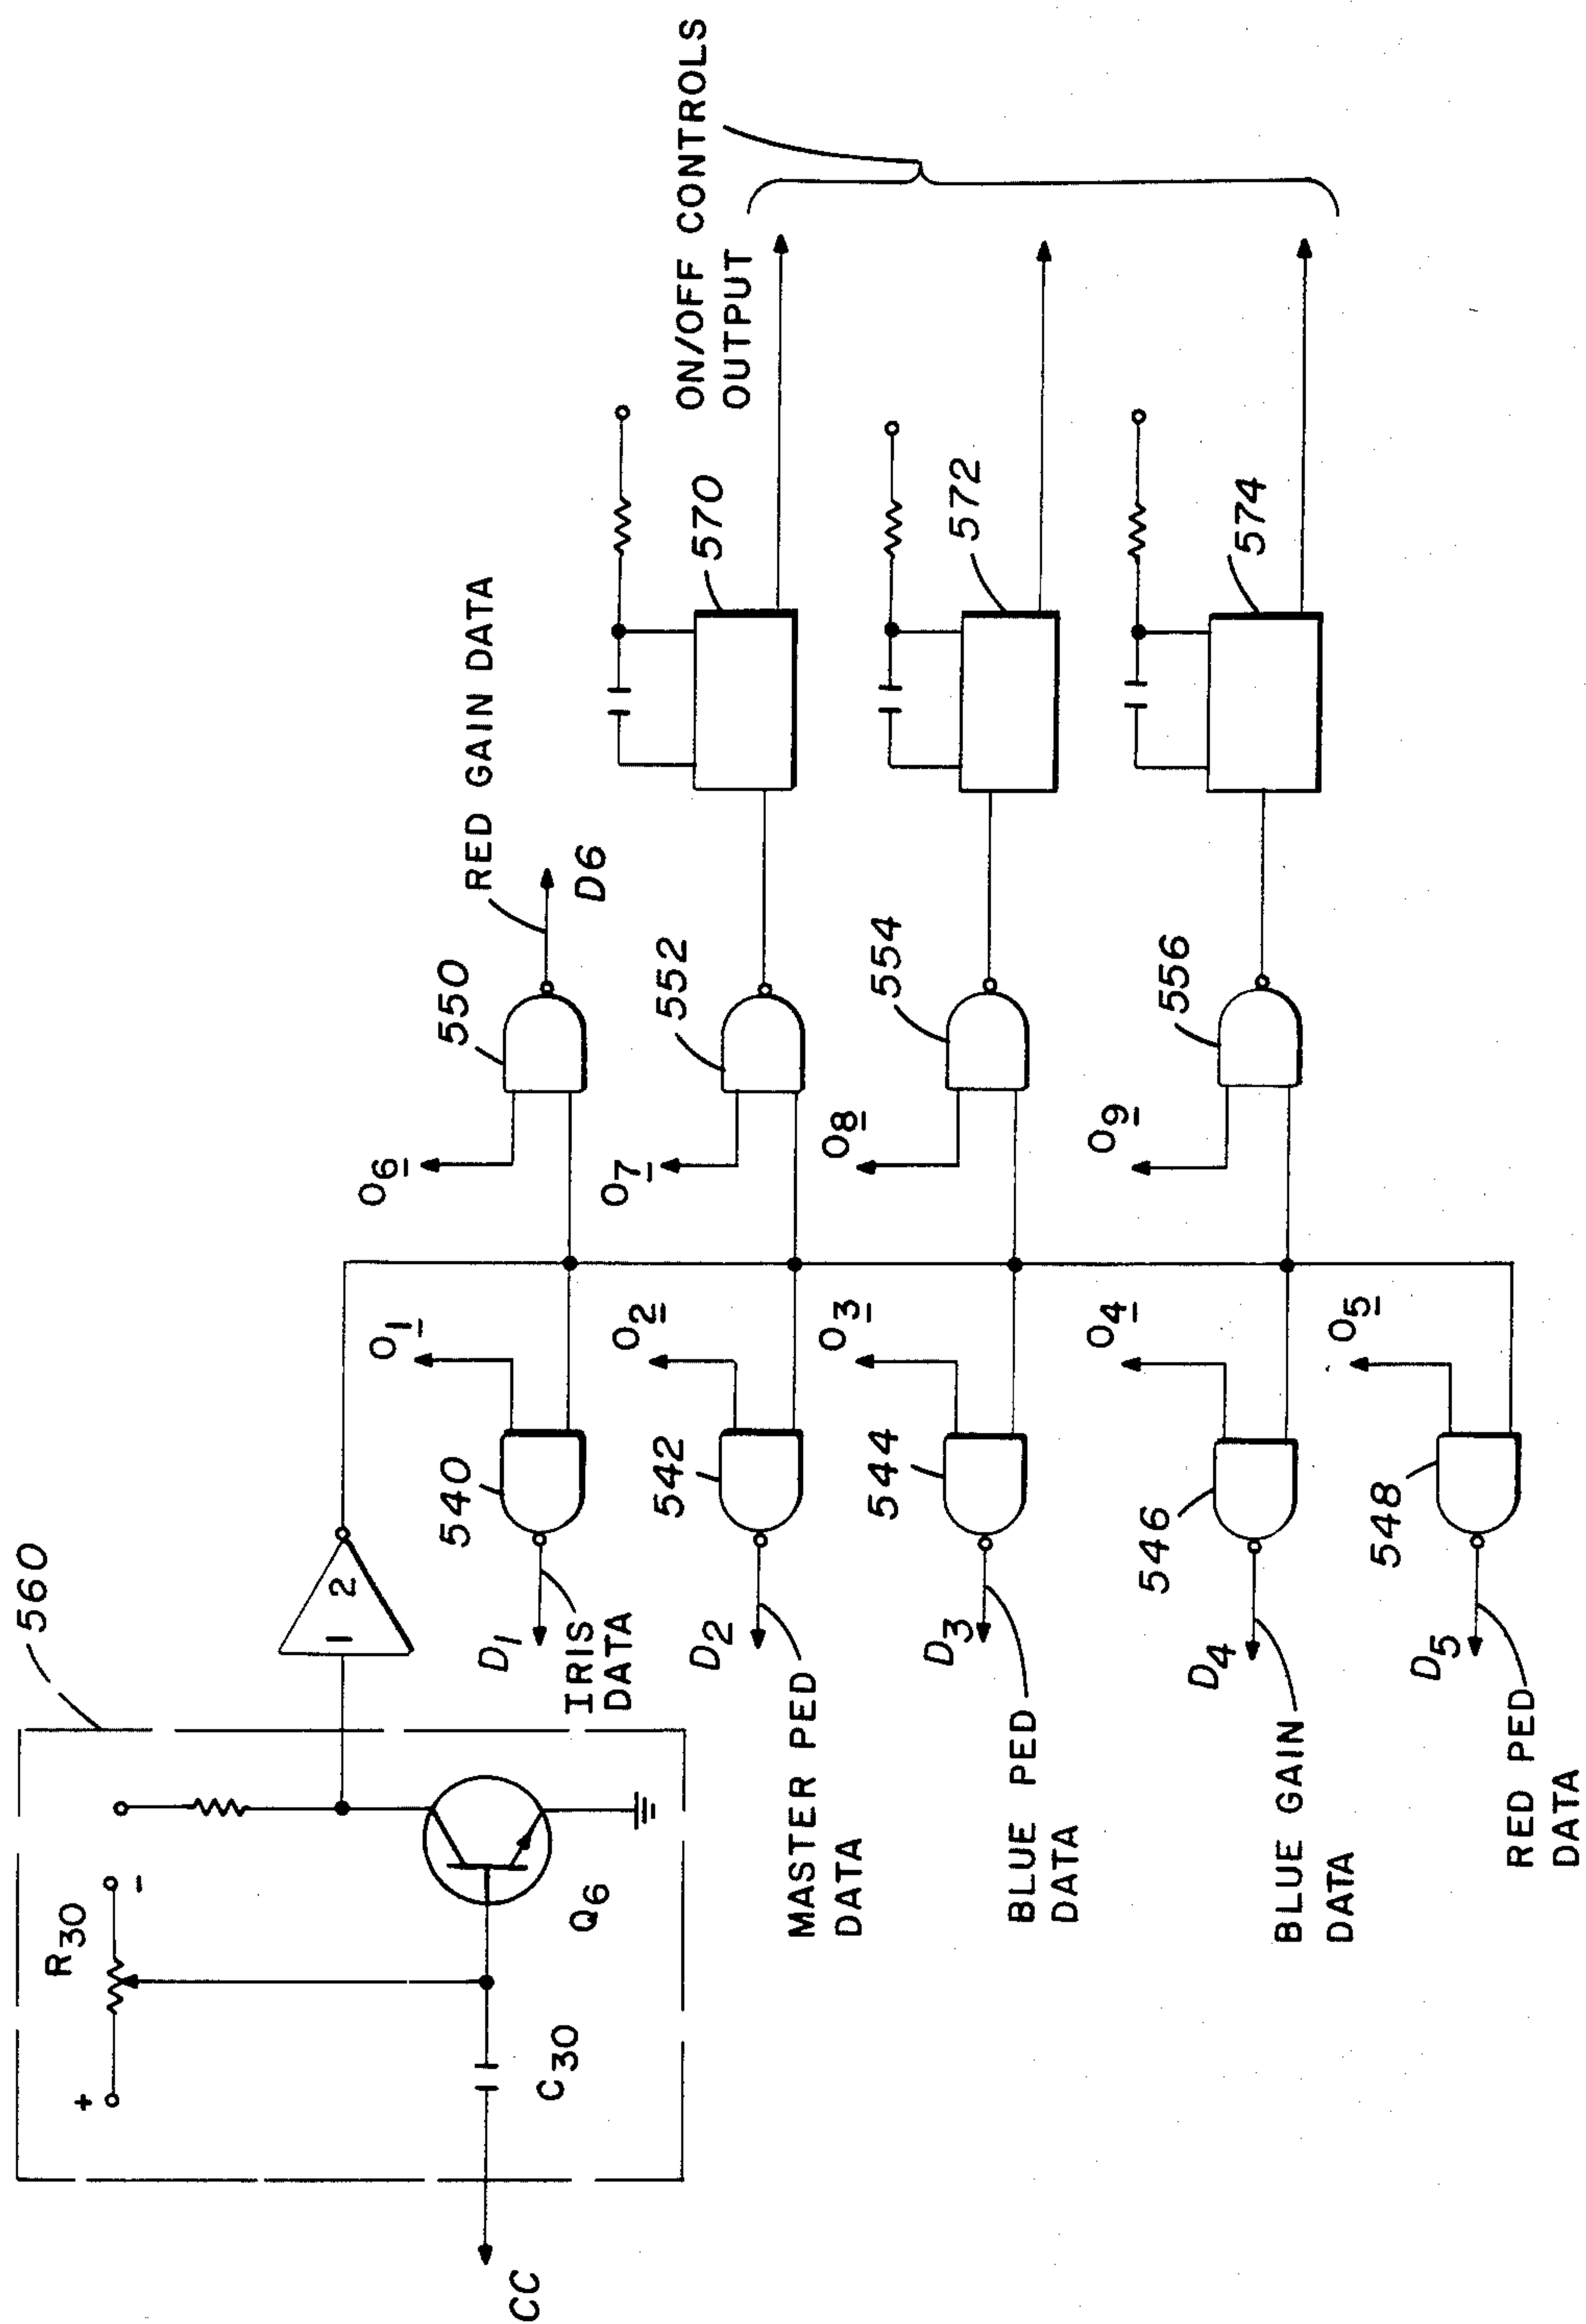 560
+
R30
-
C30
Q6
CC
1
2
O1
540
D1
IRIS
DATA
O2
542
D2
MASTER PED
DATA
O3
544
D3
BLUE PED
DATA
O4
546
D4
BLUE GAIN
DATA
O5
548
D5
RED PED
DATA
O6
550
RED GAIN DATA
D6
O7
552
570
O8
554
572
O9
556
574
ON/OFF CONTROLS
OUTPUT